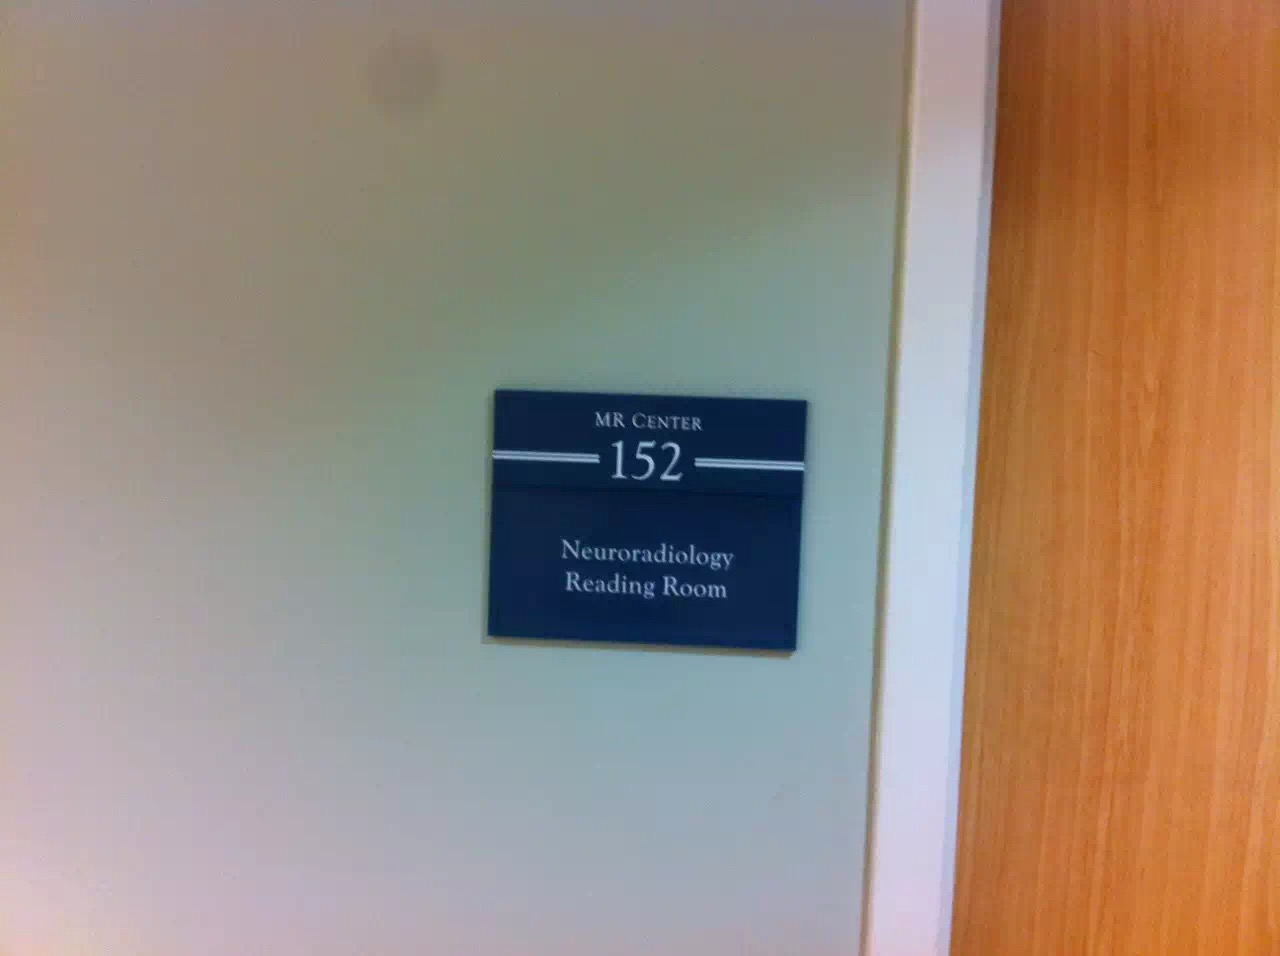 MR CENTER
152
Neuroradiology
Reading Room